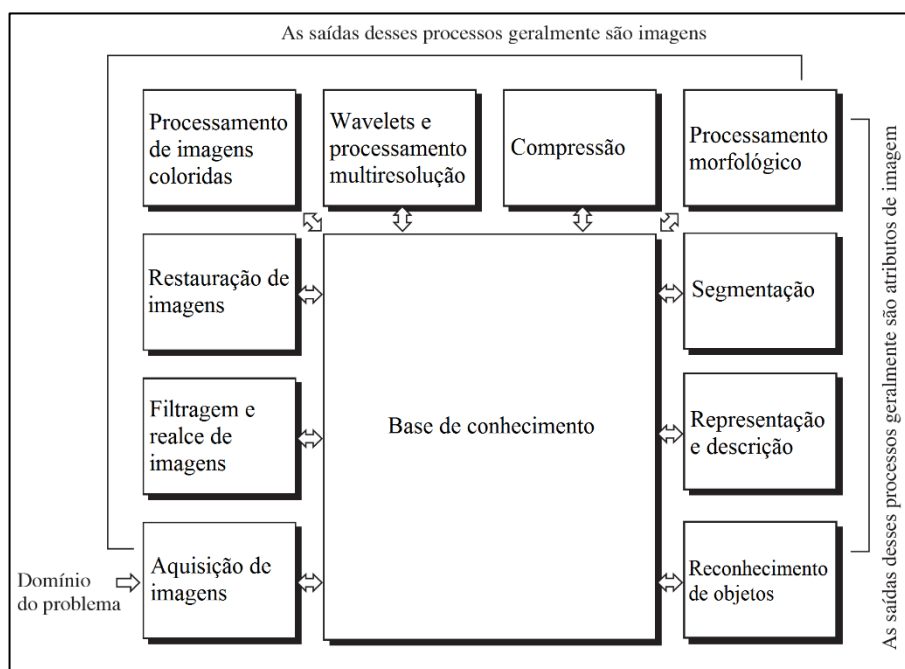 As saídas desses processos geralmente são imagens
Processamento
de imagens
coloridas
Wavelets e
processamento
multiresolução
Compressão
Processamento
morfológico
Restauração de
imagens
Segmentação
Filtragem e
realce de
imagens
Base de conhecimento
Representação
e descrição
Domínio
do problema
Aquisição de
imagens
Reconhecimento
de objetos
As saídas desses processos geralmente são atributos de imagem